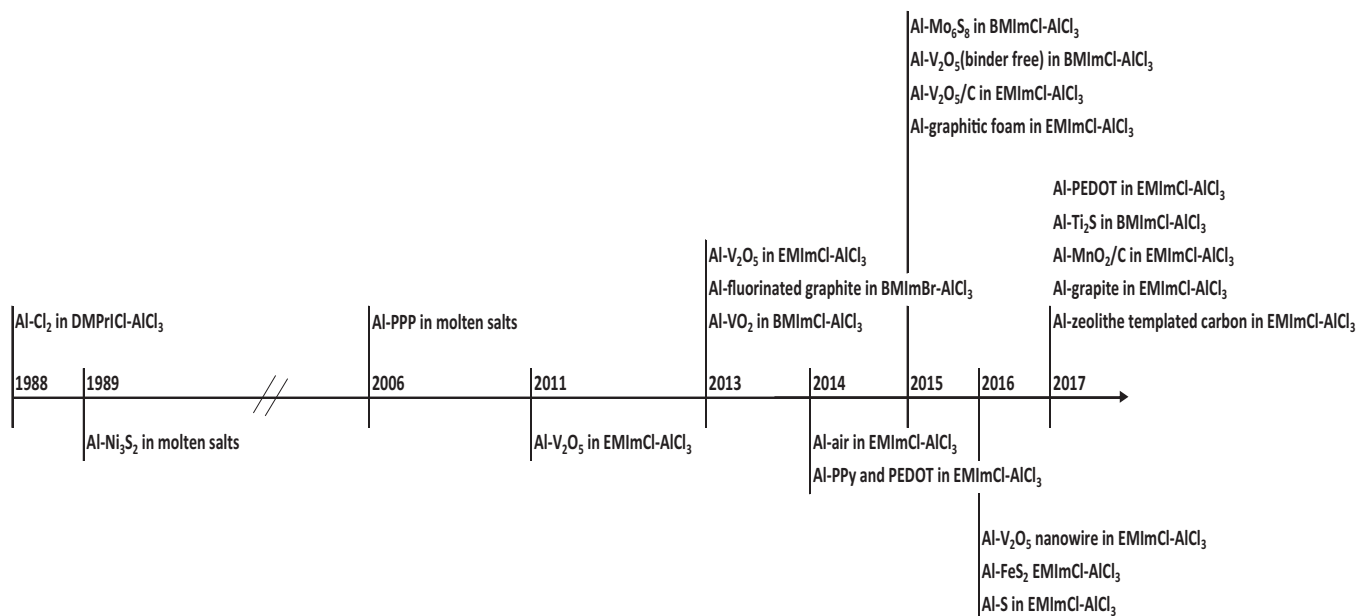 Al-Mo₆S₈ in BMImCl-AlCl₃
Al-V₂O₅(binder free) in BMImCl-AlCl₃
Al-V₂O₅/C in EMImCl-AlCl₃
Al-graphitic foam in EMImCl-AlCl₃
Al-PEDOT in EMImCl-AlCl₃
Al-Ti₂S in BMImCl-AlCl₃
Al-MnO₂/C in EMImCl-AlCl₃
Al-grapite in EMImCl-AlCl₃
Al-zeolithe templated carbon in EMImCl-AlCl₃
Al-V₂O₅ in EMImCl-AlCl₃
Al-fluorinated graphite in BMImBr-AlCl₃
Al-VO₂ in BMImCl-AlCl₃
Al-Cl₂ in DMPrICl-AlCl₃
Al-PPP in molten salts
1988
1989
2006
2011
2013
2014
2015
2016
2017
Al-Ni₃S₂ in molten salts
Al-V₂O₅ in EMImCl-AlCl₃
Al-air in EMImCl-AlCl₃
Al-PPy and PEDOT in EMImCl-AlCl₃
Al-V₂O₅ nanowire in EMImCl-AlCl₃
Al-FeS₂ EMImCl-AlCl₃
Al-S in EMImCl-AlCl₃